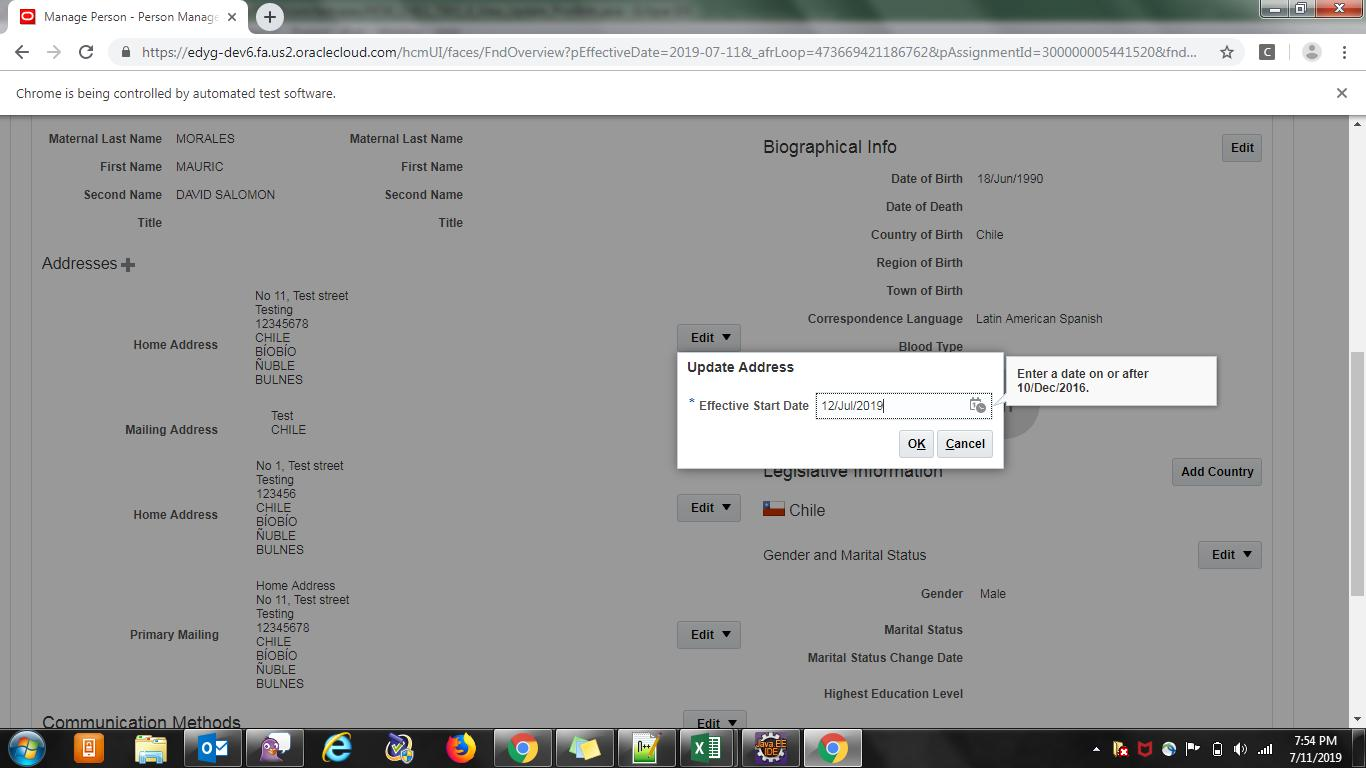 Manage Person - Person Manage
https://edyg-dev6.fa.us2.oraclecloud.com/hcmUI/faces/FndOverview?pEffectiveDate=2019-07-11&_afrLoop=473669421186762&pAssignmentId=300000005441520&fnd...
C
Chrome is being controlled by automated test software.
Maternal Last Name MORALES Maternal Last Name
First Name MAURIC First Name
Second Name DAVID SALOMON Second Name
Title Title
Addresses
Home Address
No 11, Test street
Testing
12345678
CHILE
BÍOBÍO
ÑUBLE
BULNES
Edit
Mailing Address
Test
CHILE
Home Address
No 1, Test street
Testing
123456
CHILE
BÍOBÍO
ÑUBLE
BULNES
Edit
Primary Mailing
Home Address
No 11, Test street
Testing
12345678
CHILE
BÍOBÍO
ÑUBLE
BULNES
Edit
Communication Methods
Edit
Biographical Info
Edit
Date of Birth 18/Jun/1990
Date of Death
Country of Birth Chile
Region of Birth
Town of Birth
Correspondence Language Latin American Spanish
Blood Type
Update Address
* Effective Start Date 12/Jul/2019
OK Cancel
Enter a date on or after
10/Dec/2016.
Legislative Information
Add Country
Chile
Gender and Marital Status
Edit
Gender Male
Marital Status
Marital Status Change Date
Highest Education Level
Java EE
IDE
7:54 PM
7/11/2019